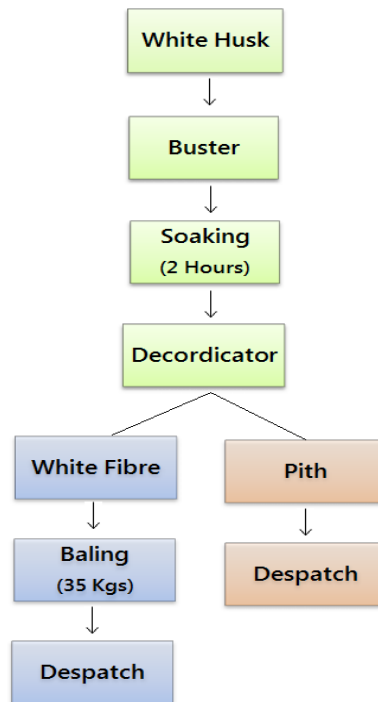 White Husk
Buster
Soaking
(2 Hours)
Decordicator
White Fibre
Baling
(35 Kgs)
Despatch
Pith
Despatch